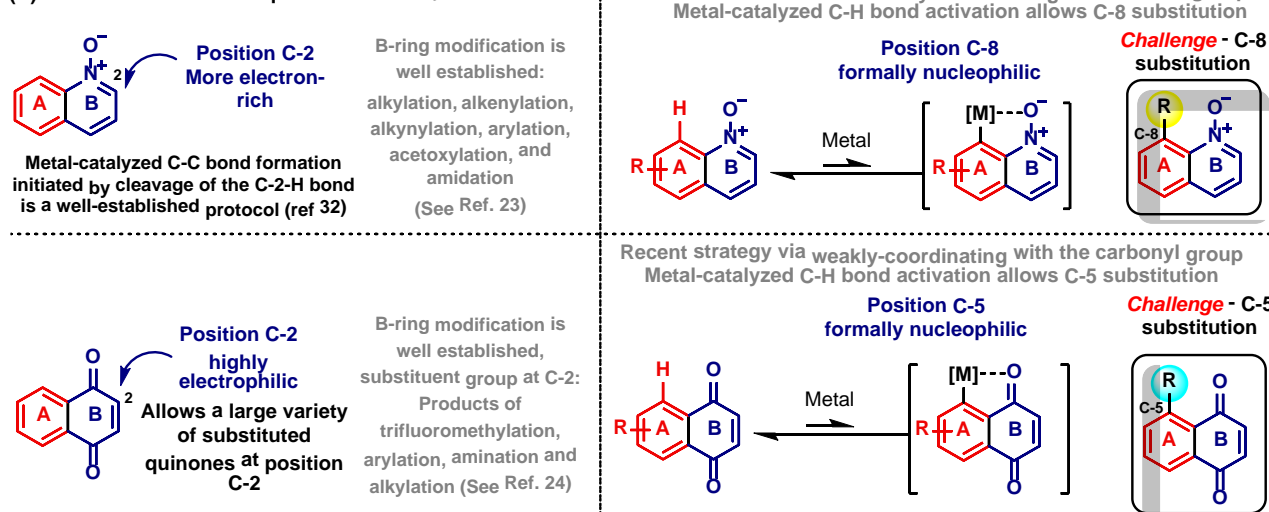 Metal-catalyzed C-H bond activation allows C-8 substitution
O−
N+
2
A
B
Position C-2
More electron-
rich
Metal-catalyzed C-C bond formation
initiated by cleavage of the C-2-H bond
is a well-established protocol (ref 32)
B-ring modification is
well established:
alkylation, alkenylation,
alkynylation, arylation,
acetoxylation, and
amidation
(See Ref. 23)
Position C-8
formally nucleophilic
H
O−
N+
R
A
B
Metal
[M]
O−
N+
R
A
B
Challenge - C-8
substitution
R
O−
C-8
N+
A
B
Recent strategy via weakly-coordinating with the carbonyl group
Metal-catalyzed C-H bond activation allows C-5 substitution
O
2
A
B
O
Position C-2
highly
electrophilic
Allows a large variety
of substituted
quinones at position
C-2
B-ring modification is
well established,
substituent group at C-2:
Products of
trifluoromethylation,
arylation, amination and
alkylation (See Ref. 24)
Position C-5
formally nucleophilic
H
O
R
A
B
O
Metal
[M]
O
R
A
B
O
Challenge - C-5
substitution
R
O
C-5
A
B
O